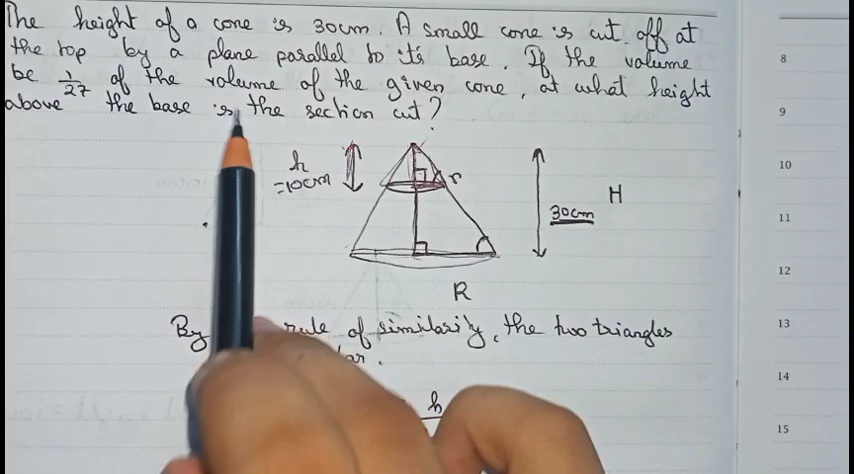 The height of a cone is 30cm. A small cone is cut off at
the top by a plane parallel to its base. If the volume
be 1/27 of the volume of the given cone, at what height
above the base is the section cut?
h
=10cm
r
30cm
H
R
By rule of similarity, the two triangles
h
8
9
10
11
12
13
14
15